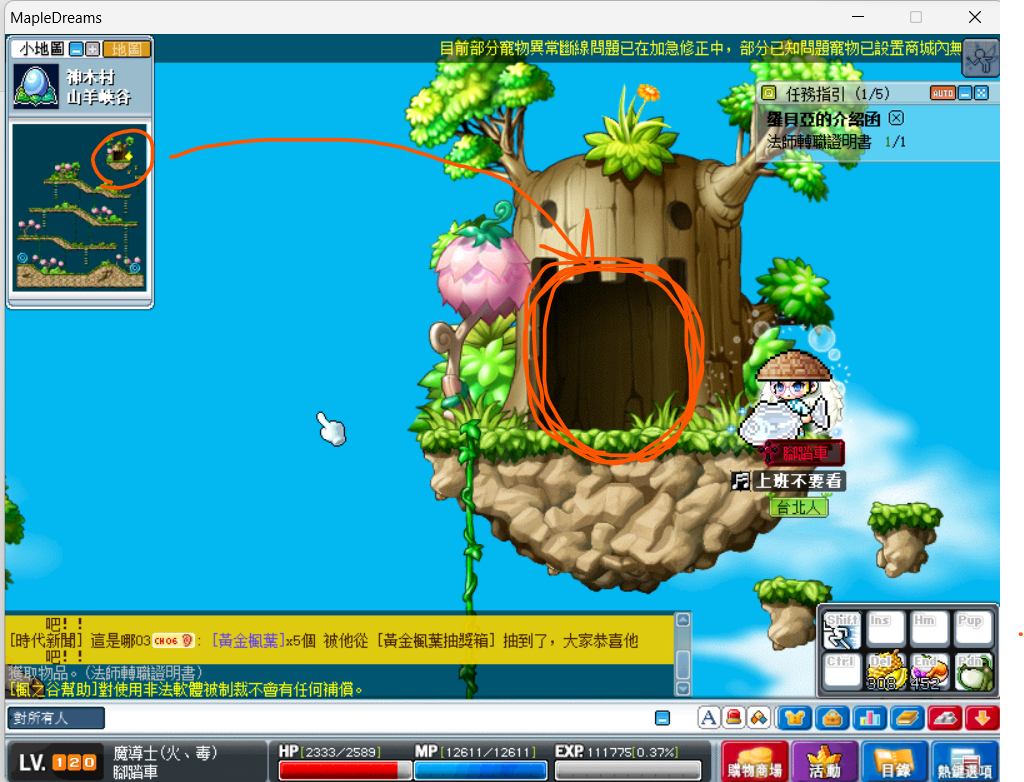 MapleDreams
小地圖
地圖
目前部分寵物異常斷線問題已在加急修正中，部分已知問題寵物已設置商城內無
神木村
山羊峽谷
任務指引 (1/5)
AUTO
羅貝亞的介紹函
法師轉職證明書 1/1
腳踏車
上班不要看
台北人
吧！！
[時代新聞] 這是哪03 CH06 : [黃金楓葉]x5個 被他從 [黃金楓葉抽獎箱] 抽到了，大家恭喜他
吧！！
獲取物品。(法師轉職證明書)
[楓之谷幫助]對使用非法軟體被制裁不會有任何補償。
Shift Ins Hm Pup
Ctrl Del End Pdn
308 452
對所有人
A
LV. 120
魔導士(火、毒)
腳踏車
HP[2333/2589] MP[12611/12611] EXP. 111775[0.37%]
購物商場 活動 目錄 熱鍵選項